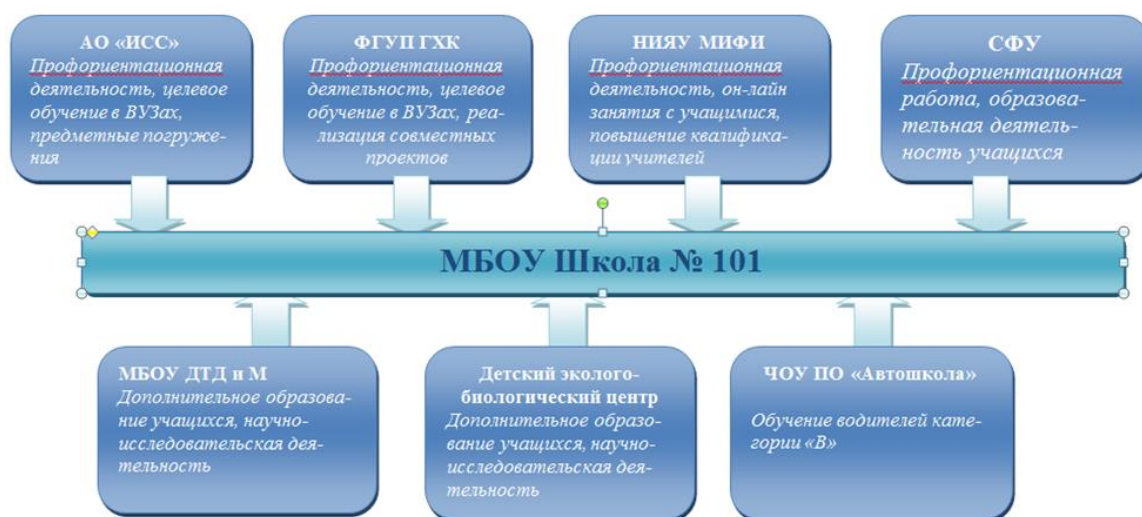 АО «ИСС»
Профориентационная
деятельность, целевое
обучение в ВУЗах,
предметные погруже-
ния
ФГУП ГХК
Профориентационная
деятельность, целевое
обучение в ВУЗах, реа-
лизация совместных
проектов
НИЯУ МИФИ
Профориентационная
деятельность, он-лайн
занятия с учащимися,
повышение квалифика-
ции учителей
СФУ
Профориентационная
работа, образова-
тельная деятель-
ность учащихся
МБОУ Школа № 101
МБОУ ДТД и М
Дополнительное образова-
ние учащихся, научно-
исследовательская дея-
тельность
Детский эколого-
биологический центр
Дополнительное образо-
вание учащихся, научно-
исследовательская дея-
тельность
ЧОУ ПО «Автошкола»
Обучение водителей кате-
гории «В»